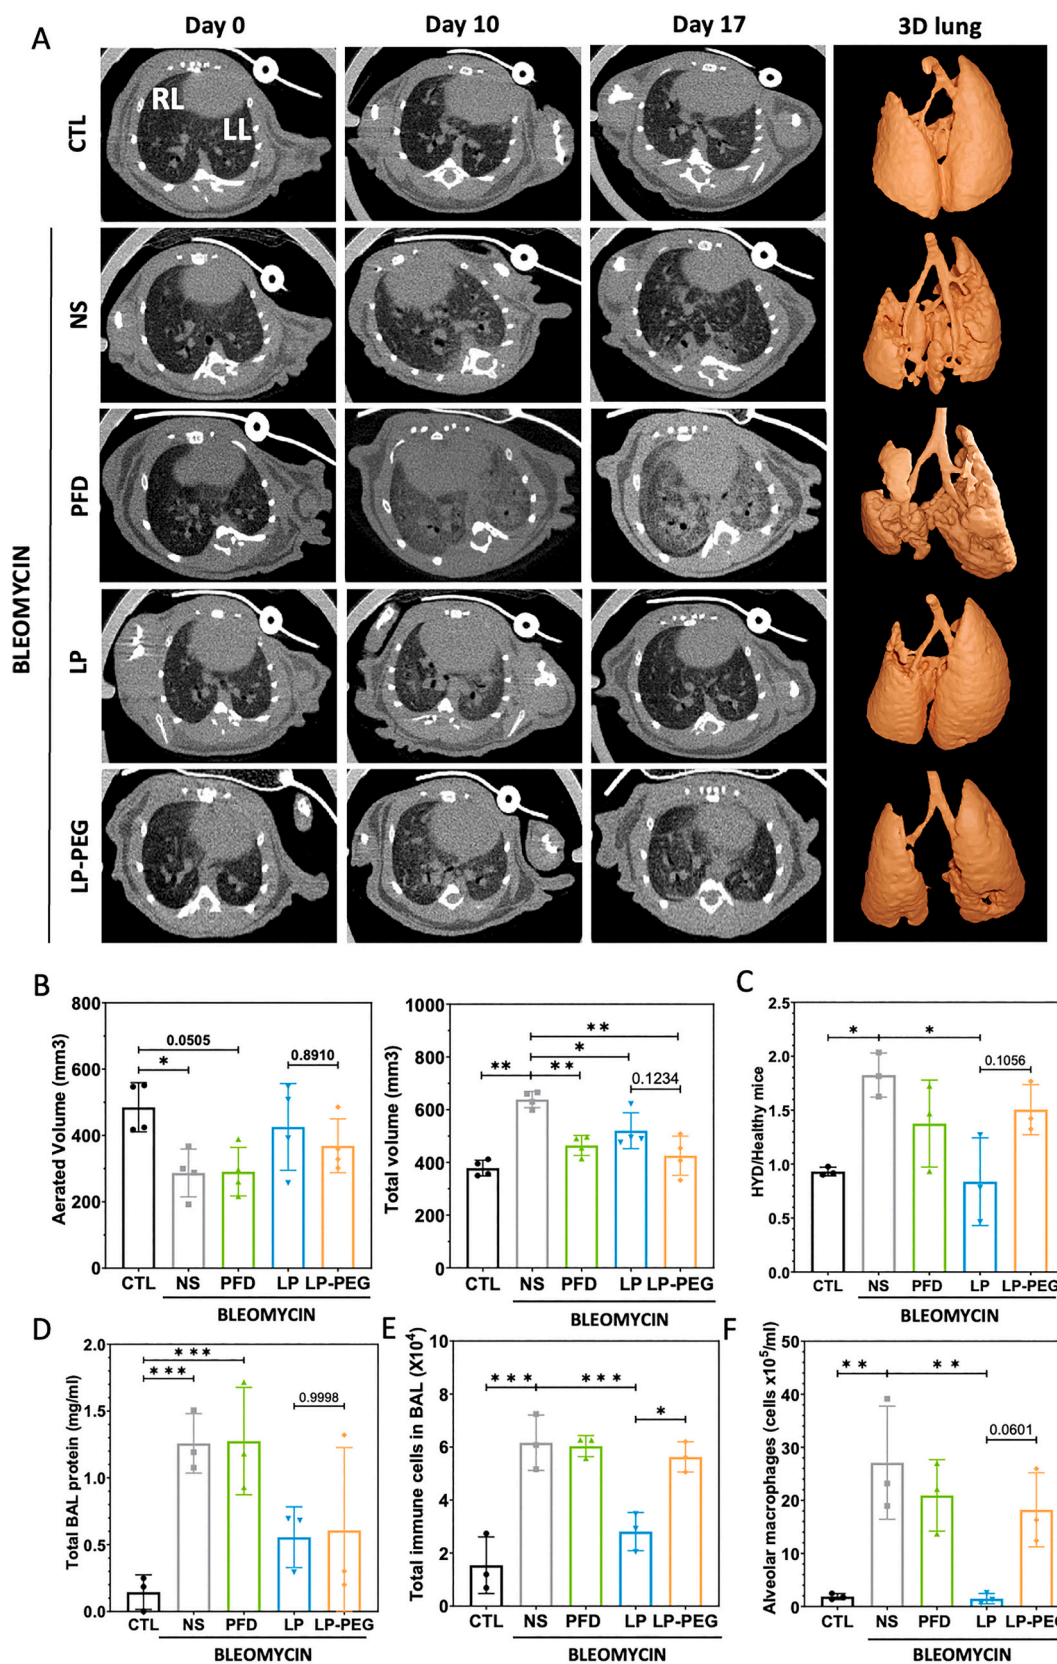 A
Day 0
Day 10
Day 17
3D lung
CTL
RL
LL
BLEOMYCIN
NS
PFD
LP
LP-PEG
B
Aerated Volume (mm3)
800
600
400
200
0
0.0505
*
0.8910
CTL
NS
PFD
LP
LP-PEG
BLEOMYCIN
Total volume (mm3)
1000
800
600
400
200
0
**
*
** **
0.1234
CTL
NS
PFD
LP
LP-PEG
BLEOMYCIN
C
HYD/Healthy mice
2.5
2.0
1.5
1.0
0.5
0.0
* *
0.1056
CTL
NS
PFD
LP
LP-PEG
BLEOMYCIN
D
Total BAL protein (mg/ml)
2.0
1.5
1.0
0.5
0.0
***
***
0.9998
CTL
NS
PFD
LP
LP-PEG
BLEOMYCIN
E
Total immune cells in BAL (X10⁴)
10
8
6
4
2
0
*** ***
*
CTL
NS
PFD
LP
LP-PEG
BLEOMYCIN
F
Alveolar macrophages (cells x10⁵/ml)
50
40
30
20
10
0
** **
0.0601
CTL
NS
PFD
LP
LP-PEG
BLEOMYCIN